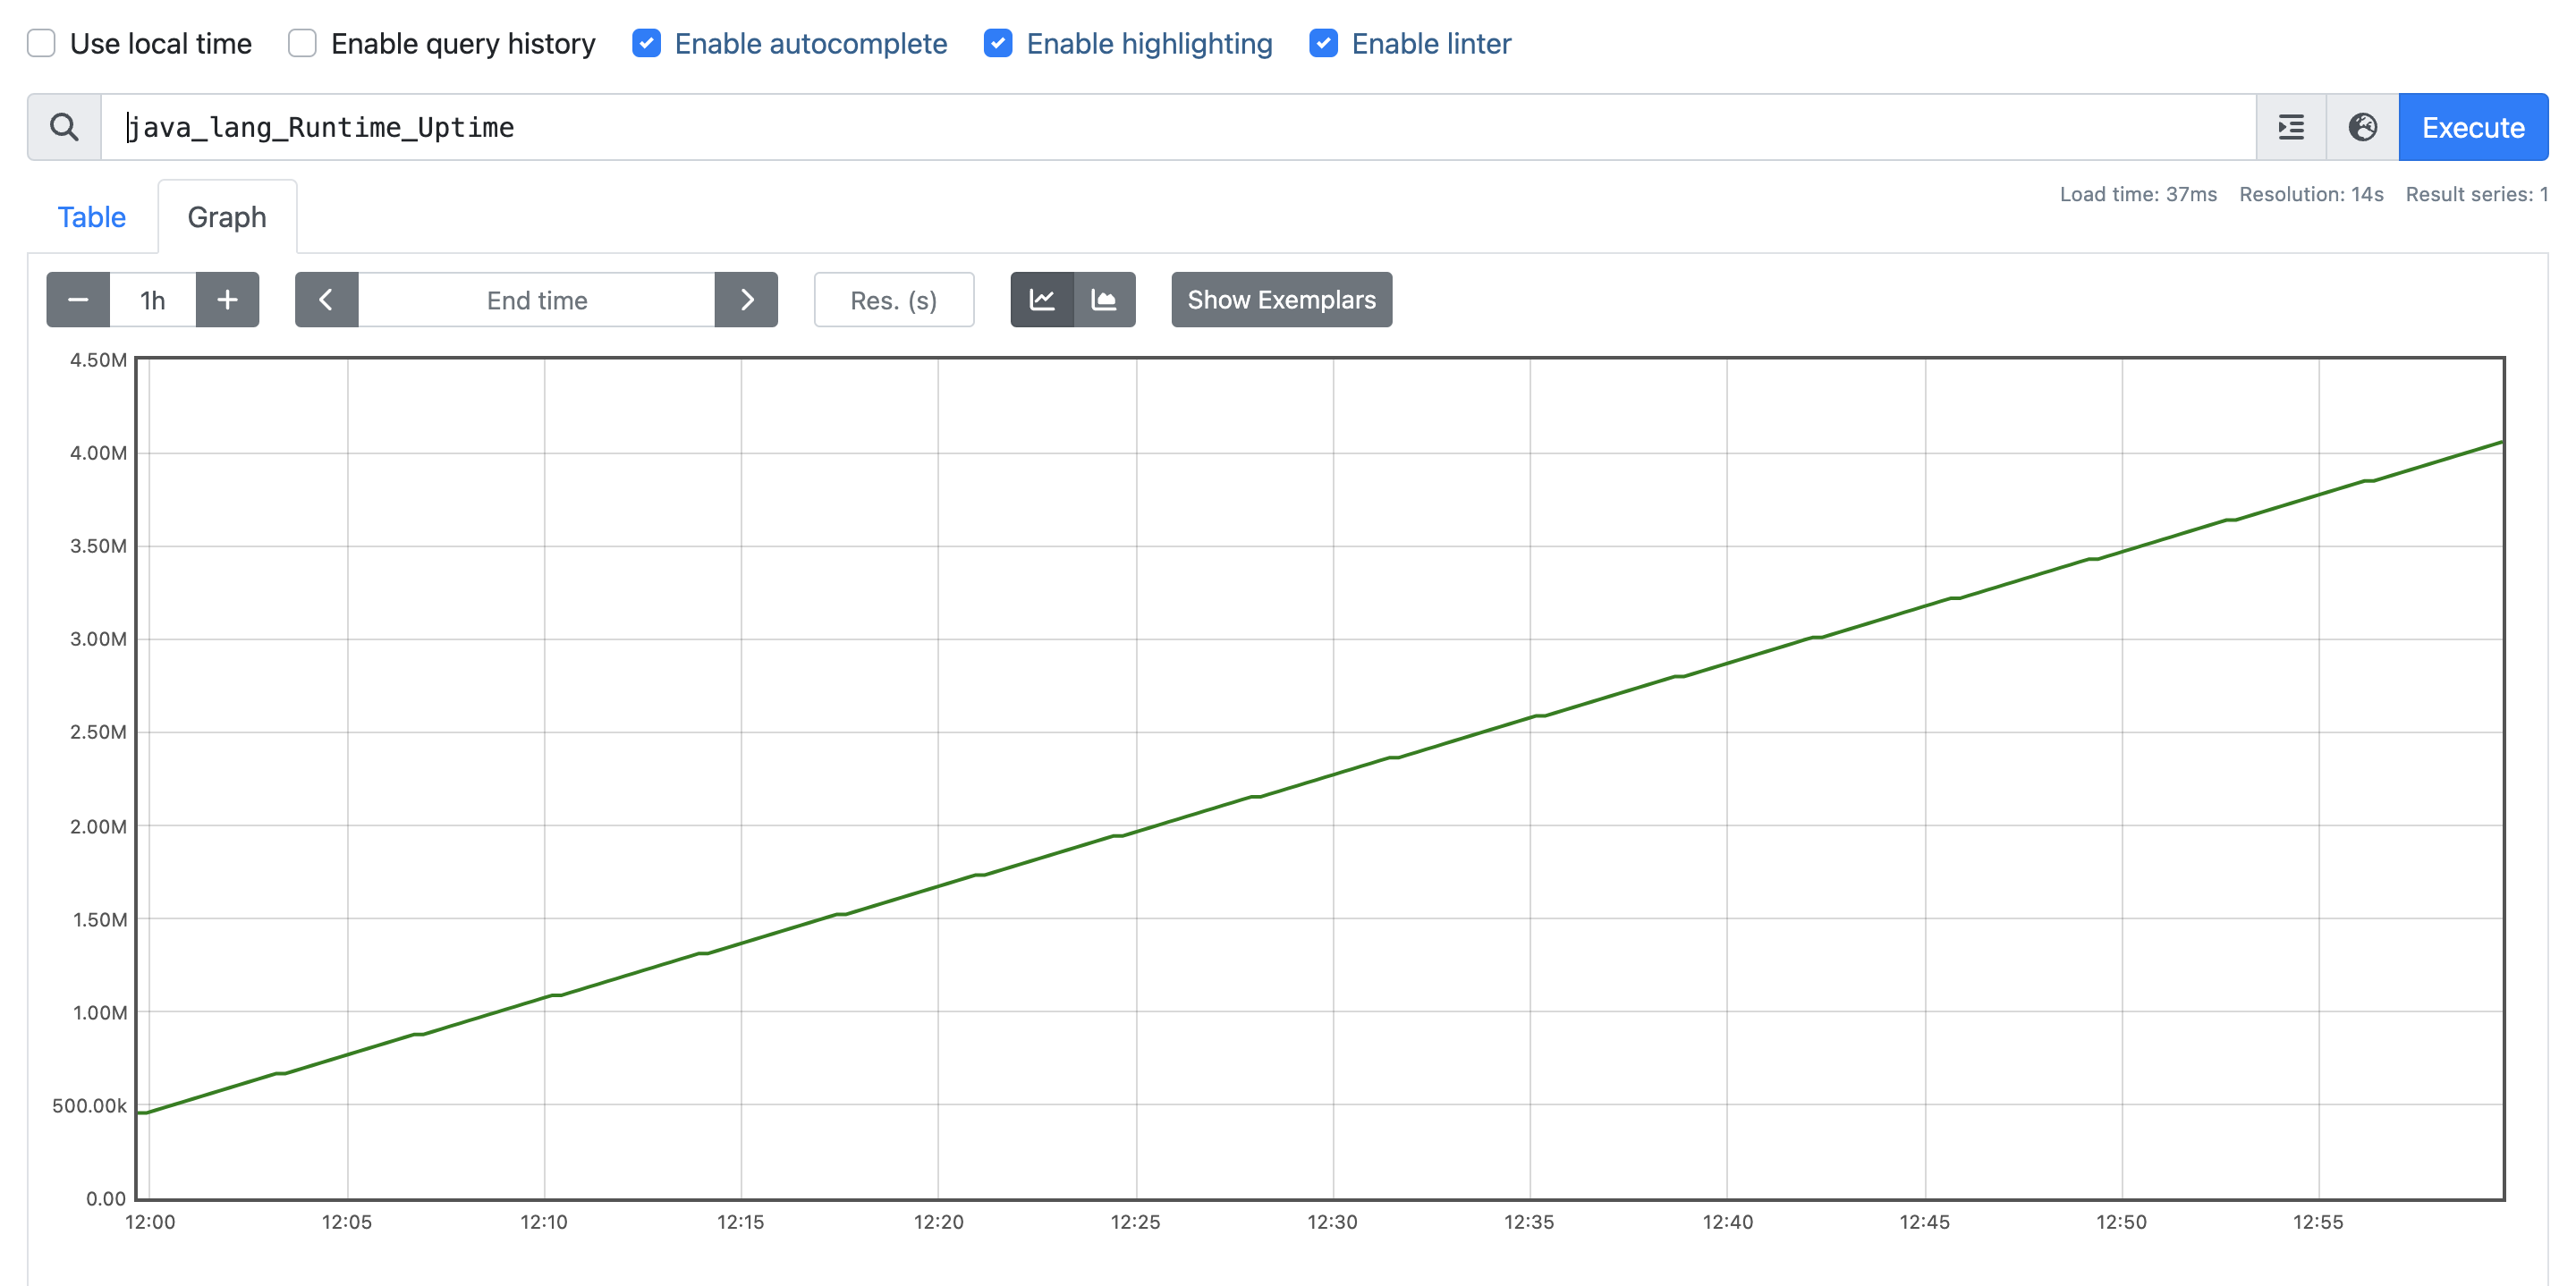 Use local time Enable query history Enable autocomplete Enable highlighting Enable linter
java_lang_Runtime_Uptime Execute
Load time: 37ms Resolution: 14s Result series: 1
Table Graph
1h End time Res. (s) Show Exemplars
4.50M
4.00M
3.50M
3.00M
2.50M
2.00M
1.50M
1.00M
500.00k
0.00
12:00 12:05 12:10 12:15 12:20 12:25 12:30 12:35 12:40 12:45 12:50 12:55